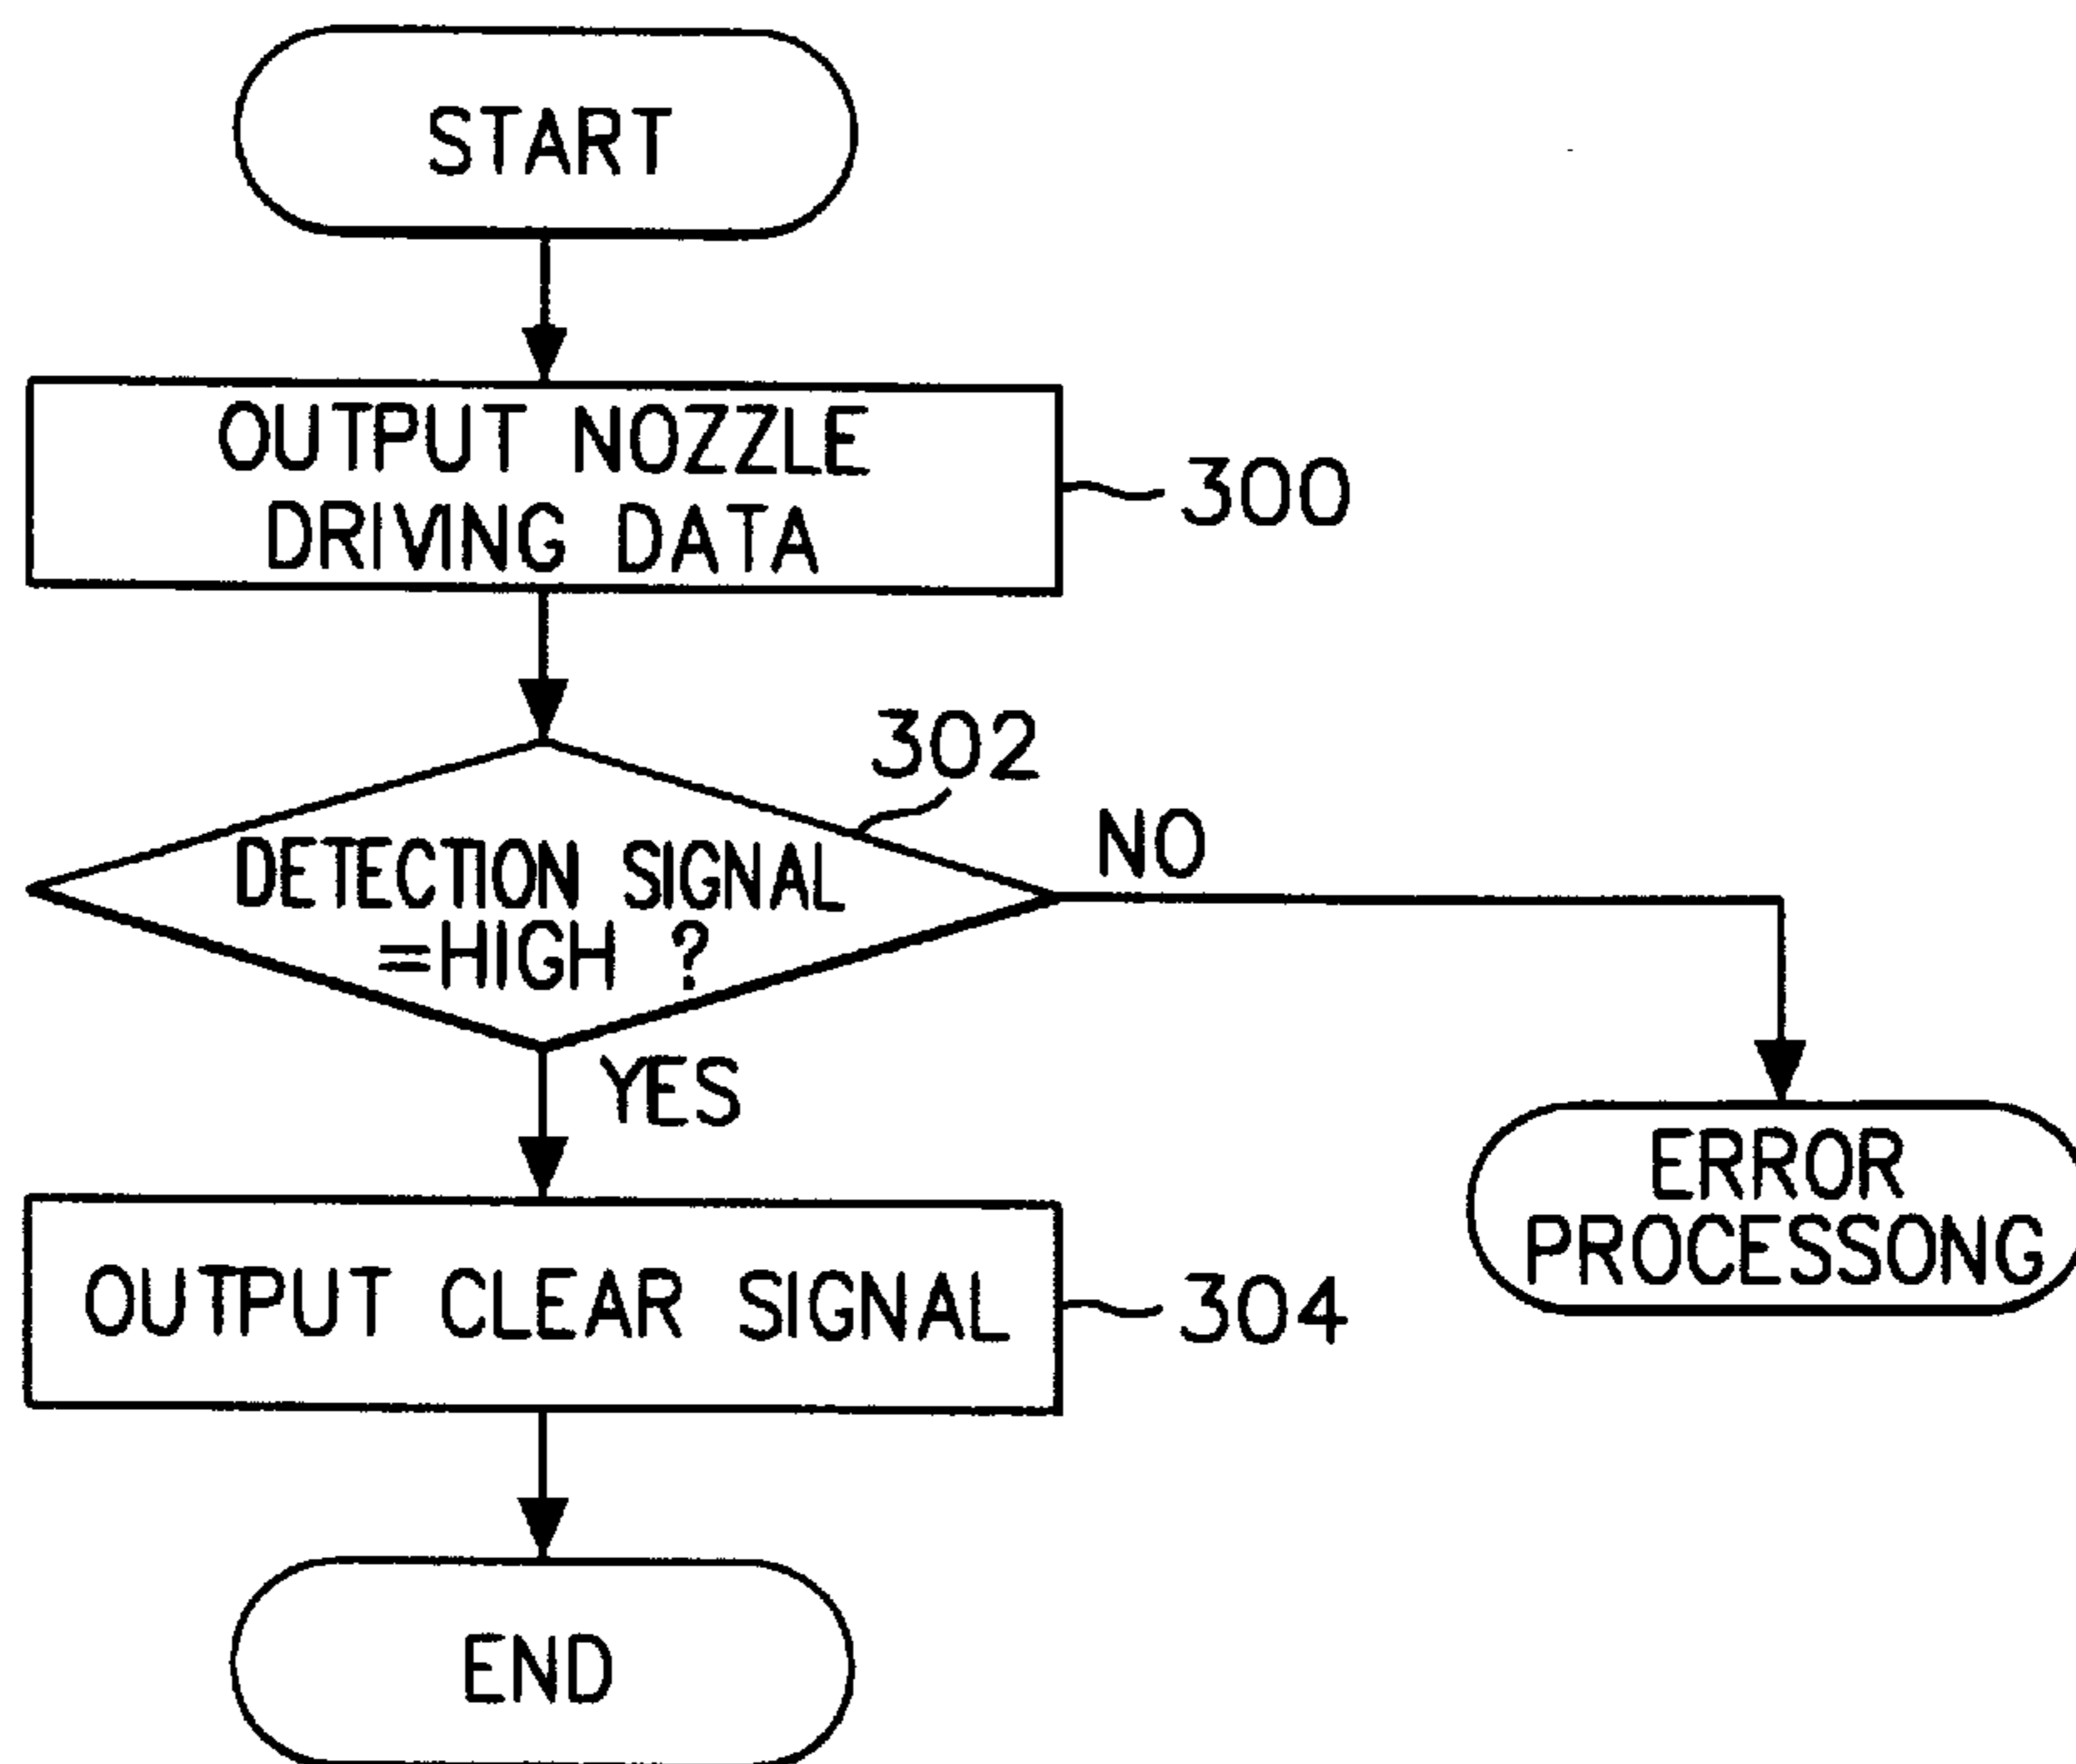 START
OUTPUT NOZZLE
DRIVING DATA
300
302
DETECTION SIGNAL
=HIGH ?
NO
YES
ERROR
PROCESSONG
OUTPUT CLEAR SIGNAL
304
END